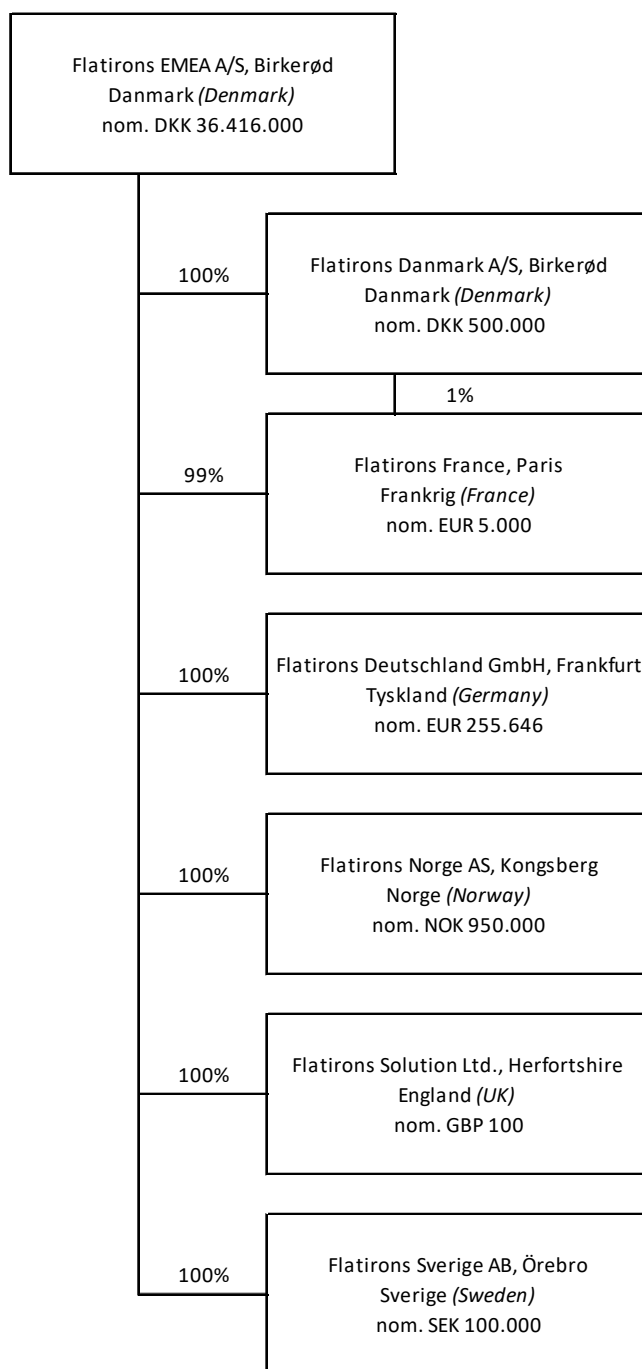 Flatirons EMEA A/S, Birkerød
Danmark (Denmark)
nom. DKK 36.416.000
100%
Flatirons Danmark A/S, Birkerød
Danmark (Denmark)
nom. DKK 500.000
1%
99%
Flatirons France, Paris
Frankrig (France)
nom. EUR 5.000
100%
Flatirons Deutschland GmbH, Frankfurt
Tyskland (Germany)
nom. EUR 255.646
100%
Flatirons Norge AS, Kongsberg
Norge (Norway)
nom. NOK 950.000
100%
Flatirons Solution Ltd., Herfortshire
England (UK)
nom. GBP 100
100%
Flatirons Sverige AB, Örebro
Sverige (Sweden)
nom. SEK 100.000